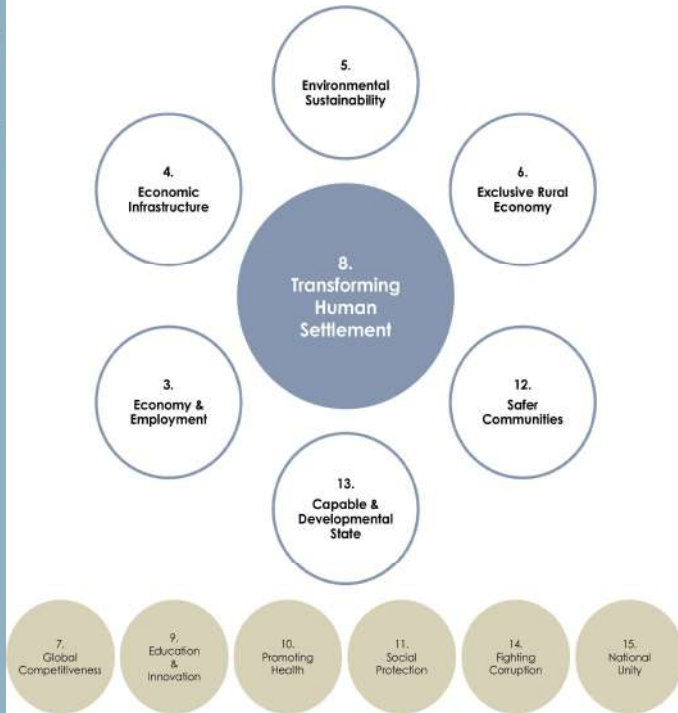 5.
Environmental
Sustainability
4.
Economic
Infrastructure
6.
Exclusive Rural
Economy
8.
Transforming
Human
Settlement
3.
Economy &
Employment
12.
Safer
Communities
13.
Capable &
Developmental
State
7.
Global
Competitiveness
9.
Education
&
Innovation
10.
Promoting
Health
11.
Social
Protection
14.
Fighting
Corruption
15.
National
Unity